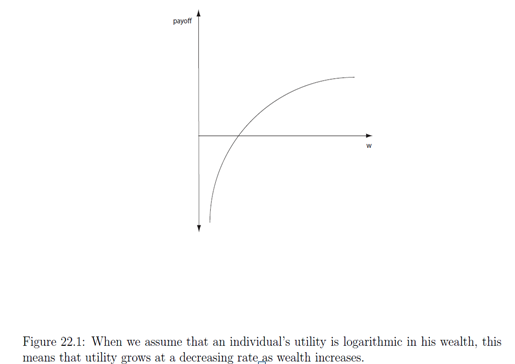 payoff
w
Figure 22.1: When we assume that an individual's utility is logarithmic in his wealth, this
means that utility grows at a decreasing rate as wealth increases.